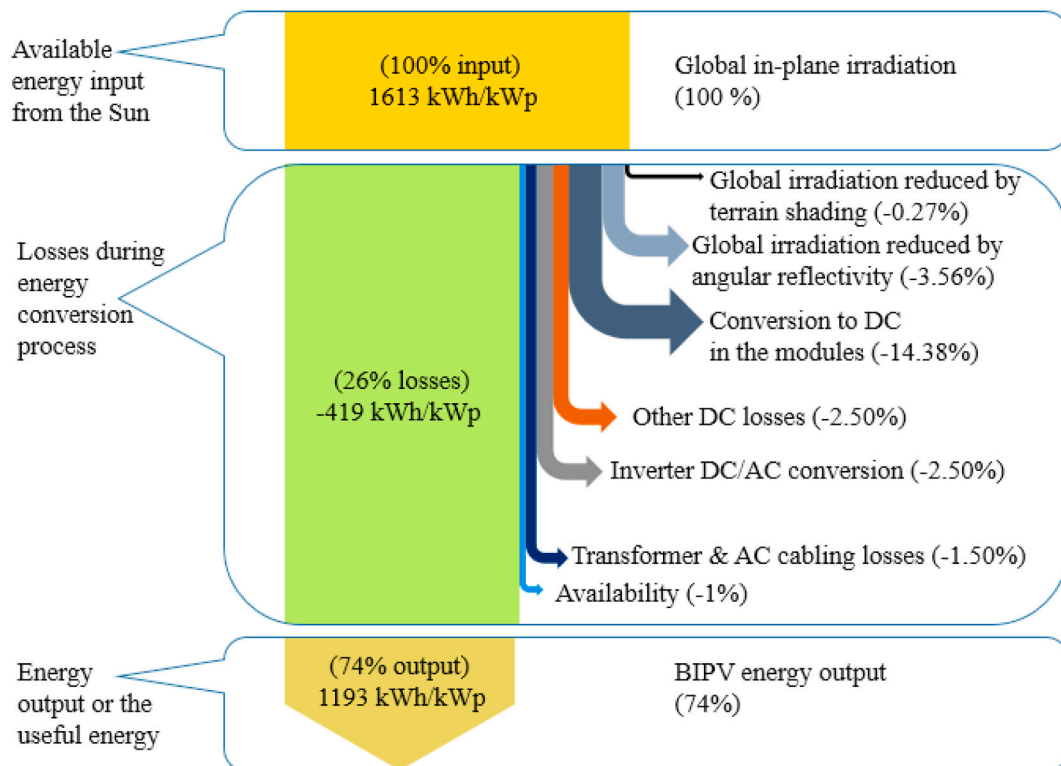 Available
energy input
from the Sun
(100% input)
1613 kWh/kWp
Global in-plane irradiation
(100 %)
Losses during
energy
conversion
process
(26% losses)
-419 kWh/kWp
Global irradiation reduced by
terrain shading (-0.27%)
Global irradiation reduced by
angular reflectivity (-3.56%)
Conversion to DC
in the modules (-14.38%)
Other DC losses (-2.50%)
Inverter DC/AC conversion (-2.50%)
Transformer & AC cabling losses (-1.50%)
Availability (-1%)
Energy
output or the
useful energy
(74% output)
1193 kWh/kWp
BIPV energy output
(74%)